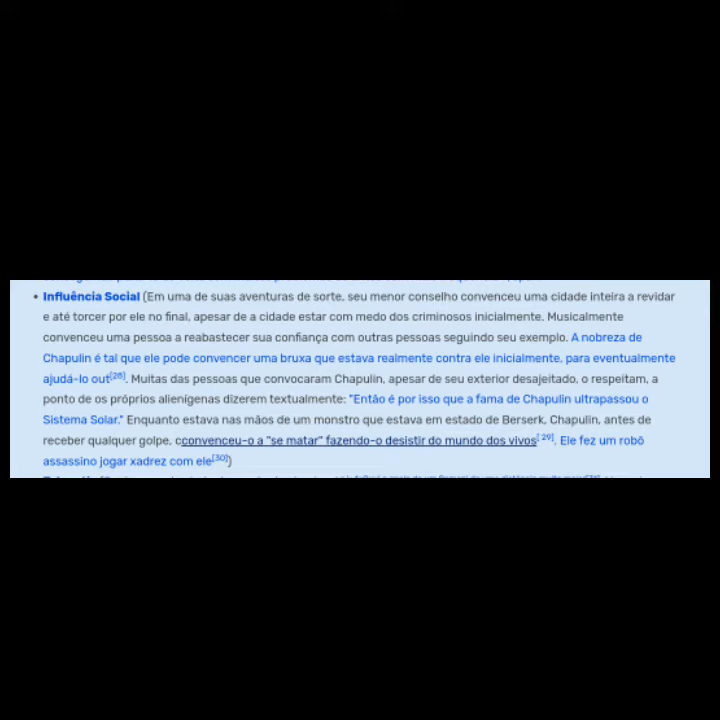 • Influência Social (Em uma de suas aventuras de sorte, seu menor conselho convenceu uma cidade inteira a revidar
e até torcer por ele no final, apesar de a cidade estar com medo dos criminosos inicialmente. Musicalmente
convenceu uma pessoa a reabastecer sua confiança com outras pessoas seguindo seu exemplo. A nobreza de
Chapulin é tal que ele pode convencer uma bruxa que estava realmente contra ele inicialmente, para eventualmente
ajudá-lo out[28]. Muitas das pessoas que convocaram Chapulin, apesar de seu exterior desajeitado, o respeitam, a
ponto de os próprios alienígenas dizerem textualmente: "Então é por isso que a fama de Chapulin ultrapassou o
Sistema Solar." Enquanto estava nas mãos de um monstro que estava em estado de Berserk, Chapulin, antes de
receber qualquer golpe, cconvenceu-o a "se matar" fazendo-o desistir do mundo dos vivos[29]. Ele fez um robô
assassino jogar xadrez com ele[30])